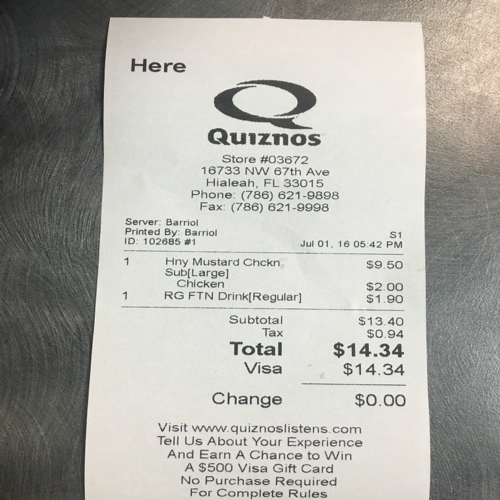 Here
QUIZNOS
Store #03672
16733 NW 67th Ave
Hialeah, FL 33015
Phone: (786) 621-9898
Fax: (786) 621-9998
Server: Barriol
Printed By: Barriol S1
ID: 102685 #1 Jul 01, 16 05:42 PM
1 Hny Mustard Chckn $9.50
Sub[Large]
Chicken $2.00
1 RG FTN Drink[Regular] $1.90
Subtotal $13.40
Tax $0.94
Total $14.34
Visa $14.34
Change $0.00
Visit www.quiznoslistens.com
Tell Us About Your Experience
And Earn A Chance to Win
A $500 Visa Gift Card
No Purchase Required
For Complete Rules